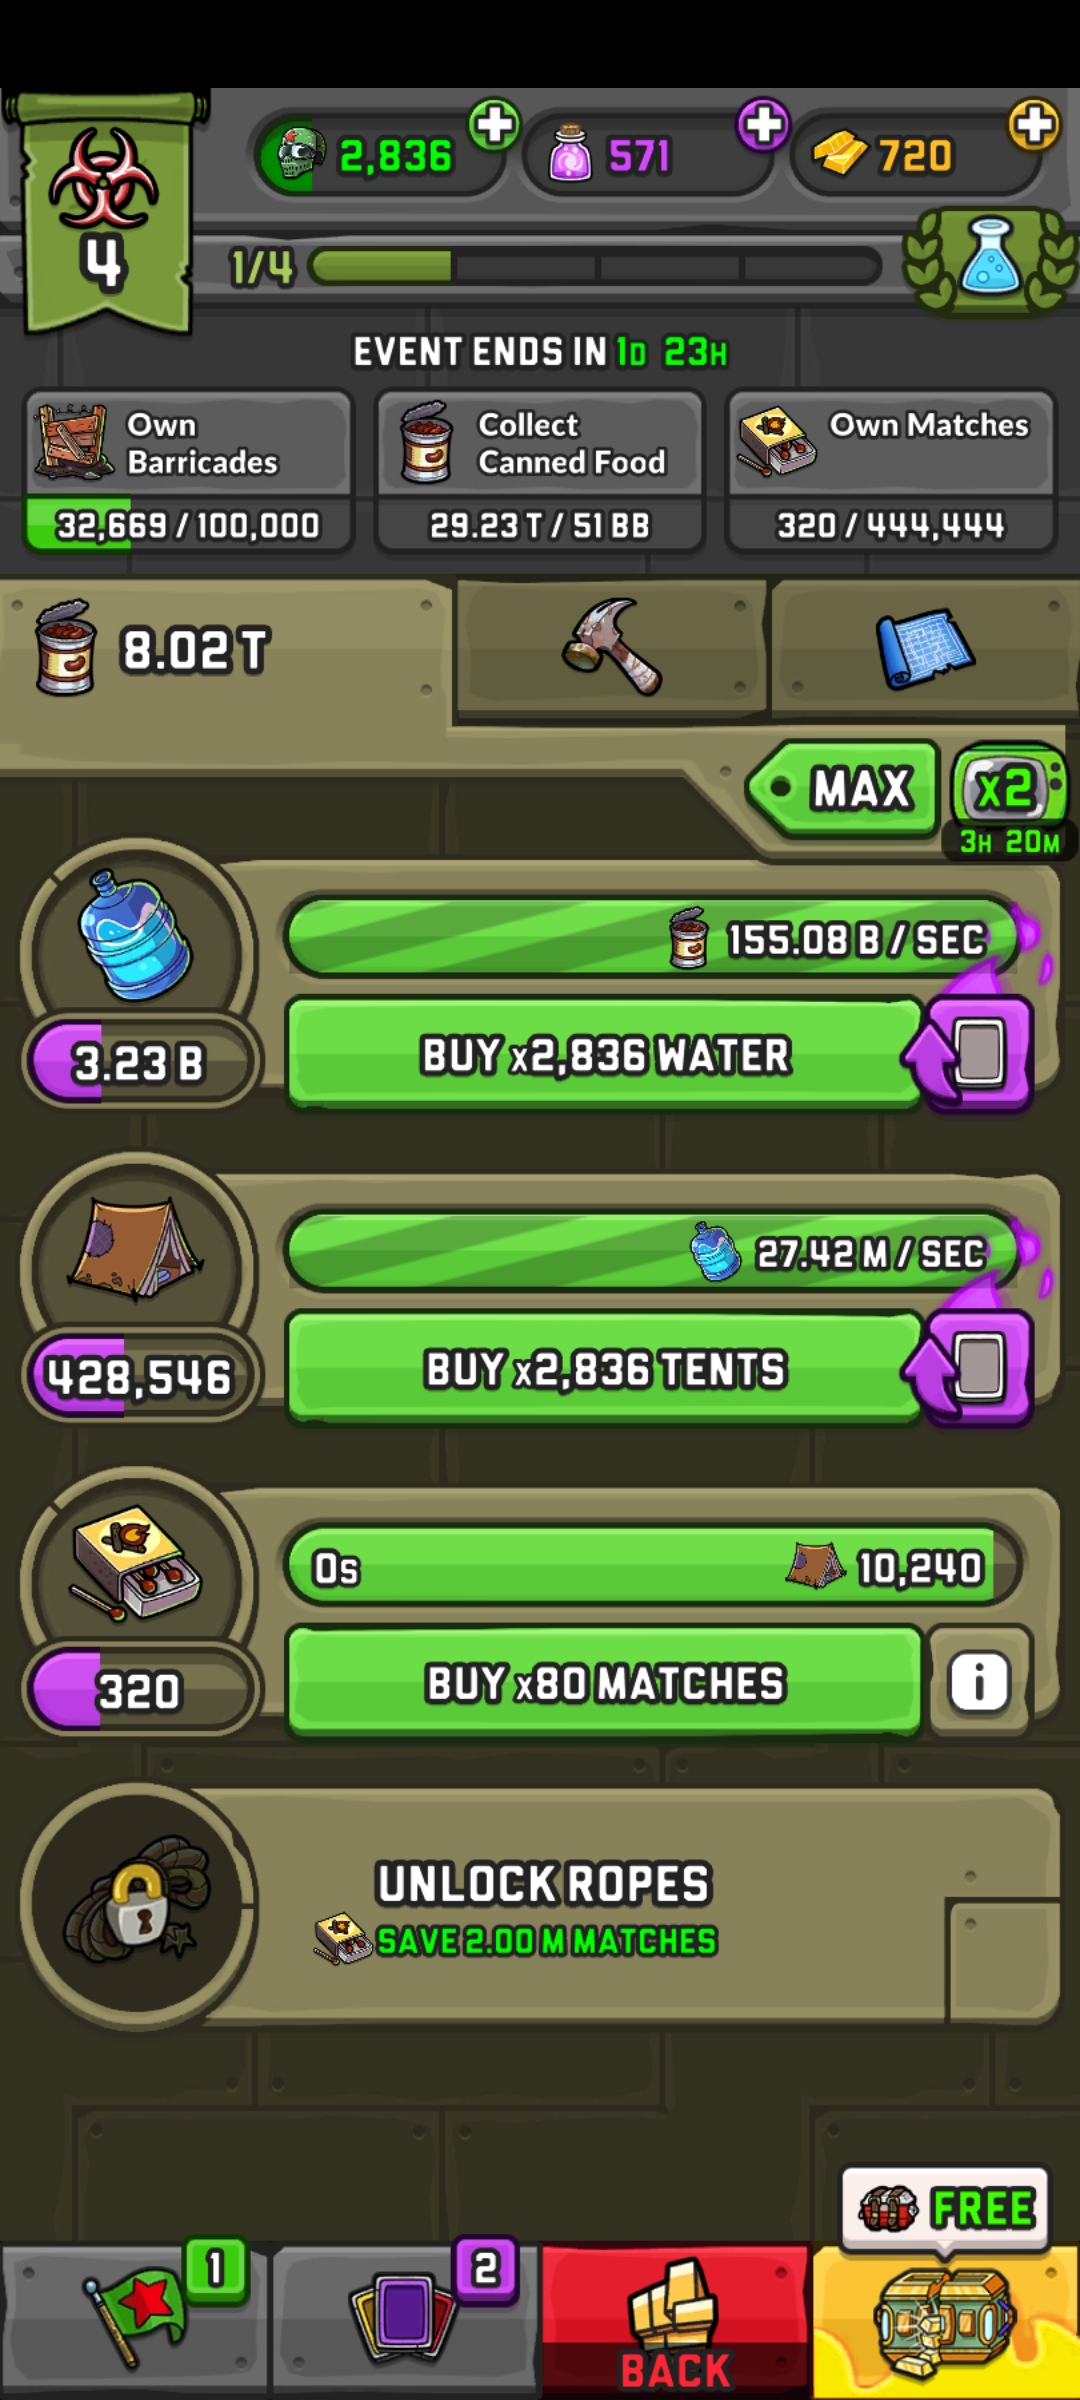 4
2,836
571
720
1/4
EVENT ENDS IN 1D 23H
Own
Barricades
32,669 / 100,000
Collect
Canned Food
29.23 T / 51 BB
Own Matches
320 / 444,444
8.02 T
MAX
x2
3H 20M
155.08 B / SEC
3.23 B
BUY x2,836 WATER
27.42 M / SEC
428,546
BUY x2,836 TENTS
0s
10,240
320
BUY x80 MATCHES
i
UNLOCK ROPES
SAVE 2.00 M MATCHES
FREE
1
2
BACK